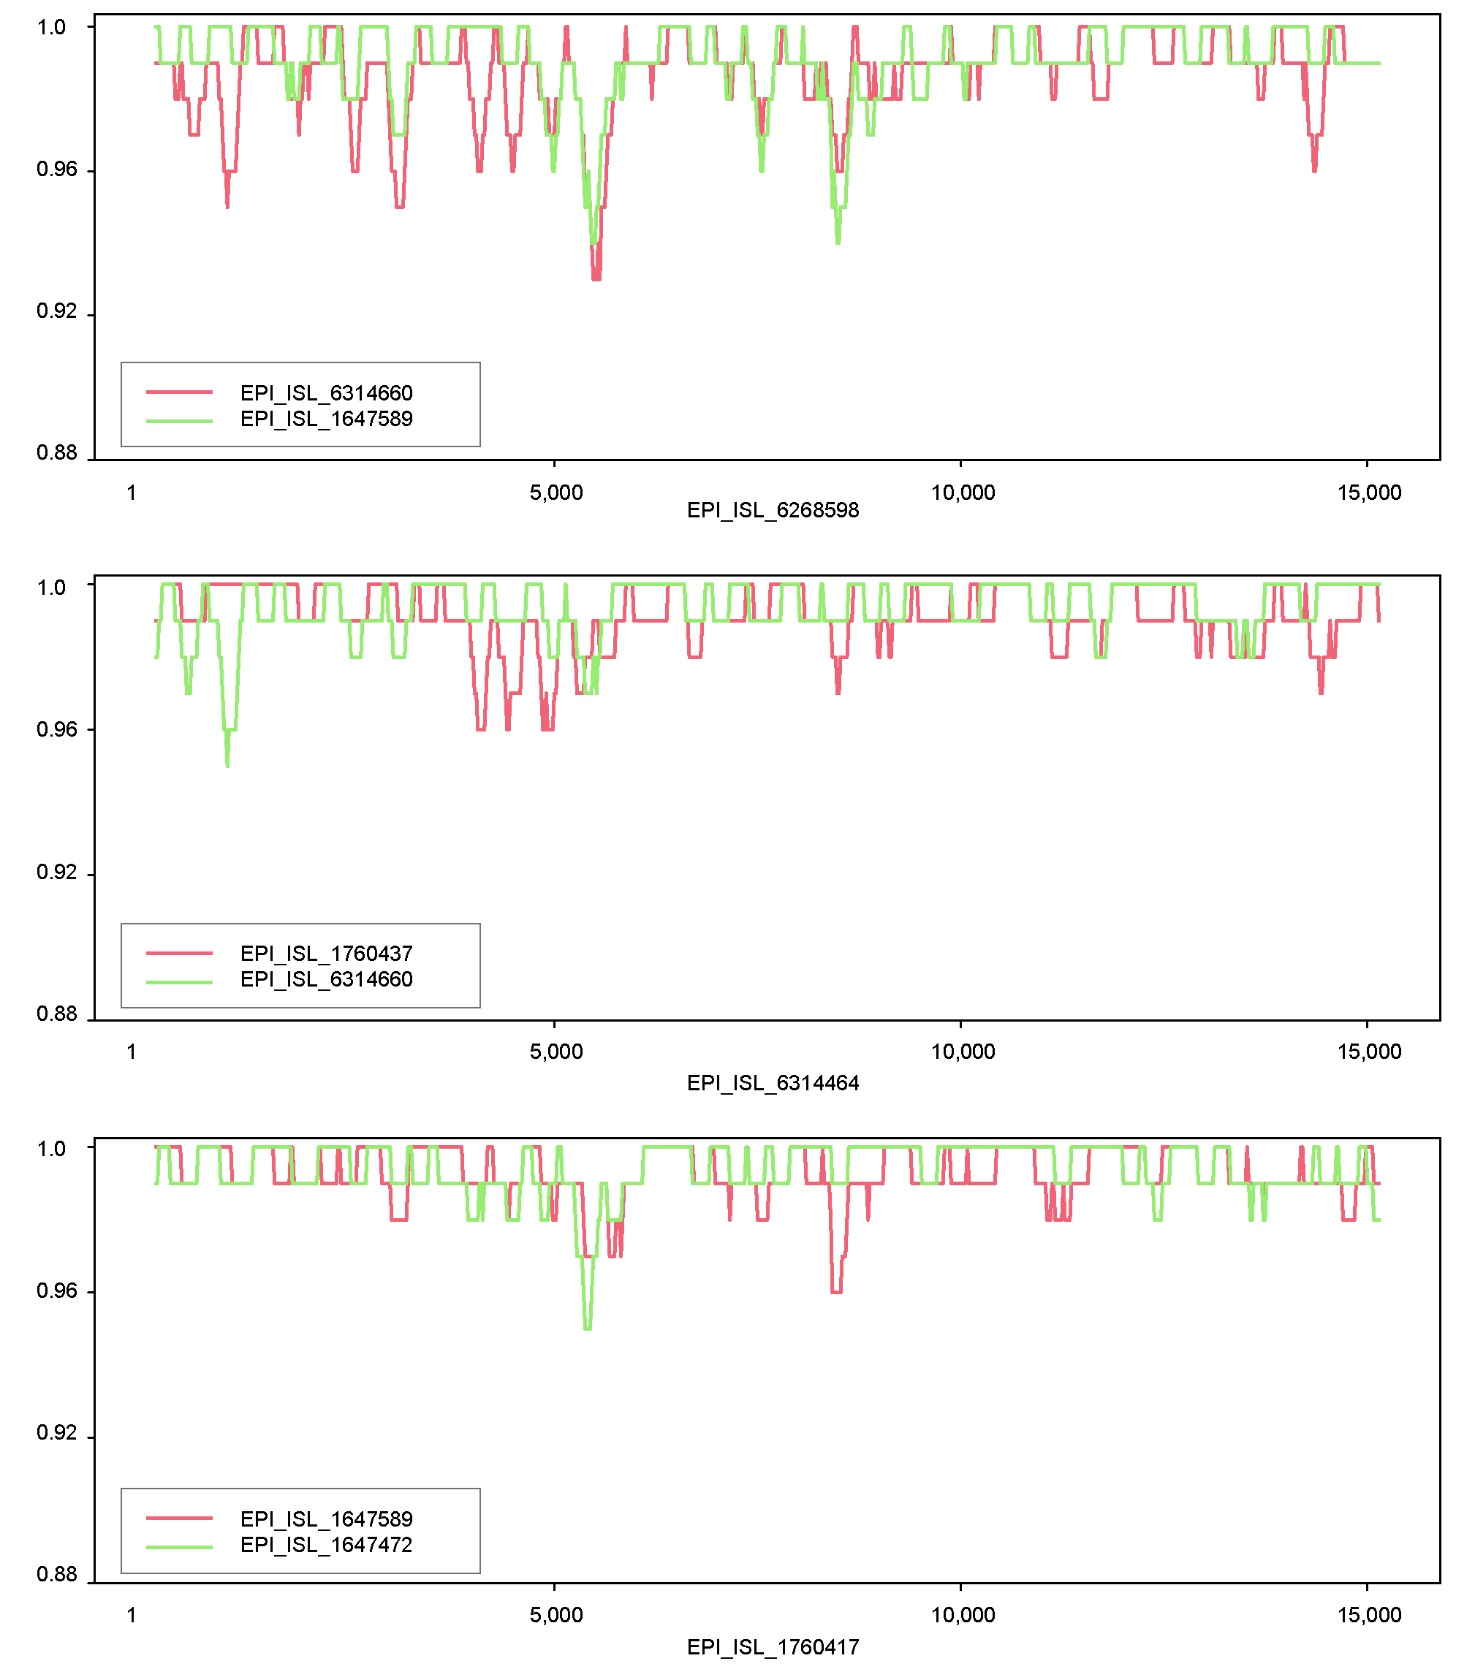 1.0
0.96
0.92
0.88
EPI_ISL_6314660
EPI_ISL_1647589
1 5,000 10,000 15,000
EPI_ISL_6268598
1.0
0.96
0.92
0.88
EPI_ISL_1760437
EPI_ISL_6314660
1 5,000 10,000 15,000
EPI_ISL_6314464
1.0
0.96
0.92
0.88
EPI_ISL_1647589
EPI_ISL_1647472
1 5,000 10,000 15,000
EPI_ISL_1760417